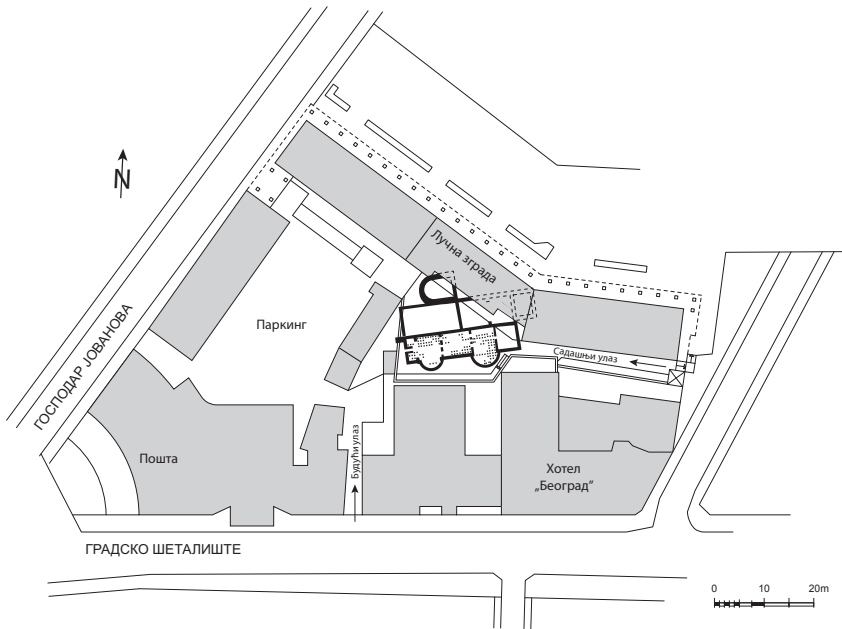 N
Лучна зграда
ГОСПОДАР ЈОВАНОВА
Паркинг
Садашњи улаз
Пошта
Будући улаз
Хотел
„Београд”
ГРАДСКО ШЕТАЛИШТЕ
0 10 20m